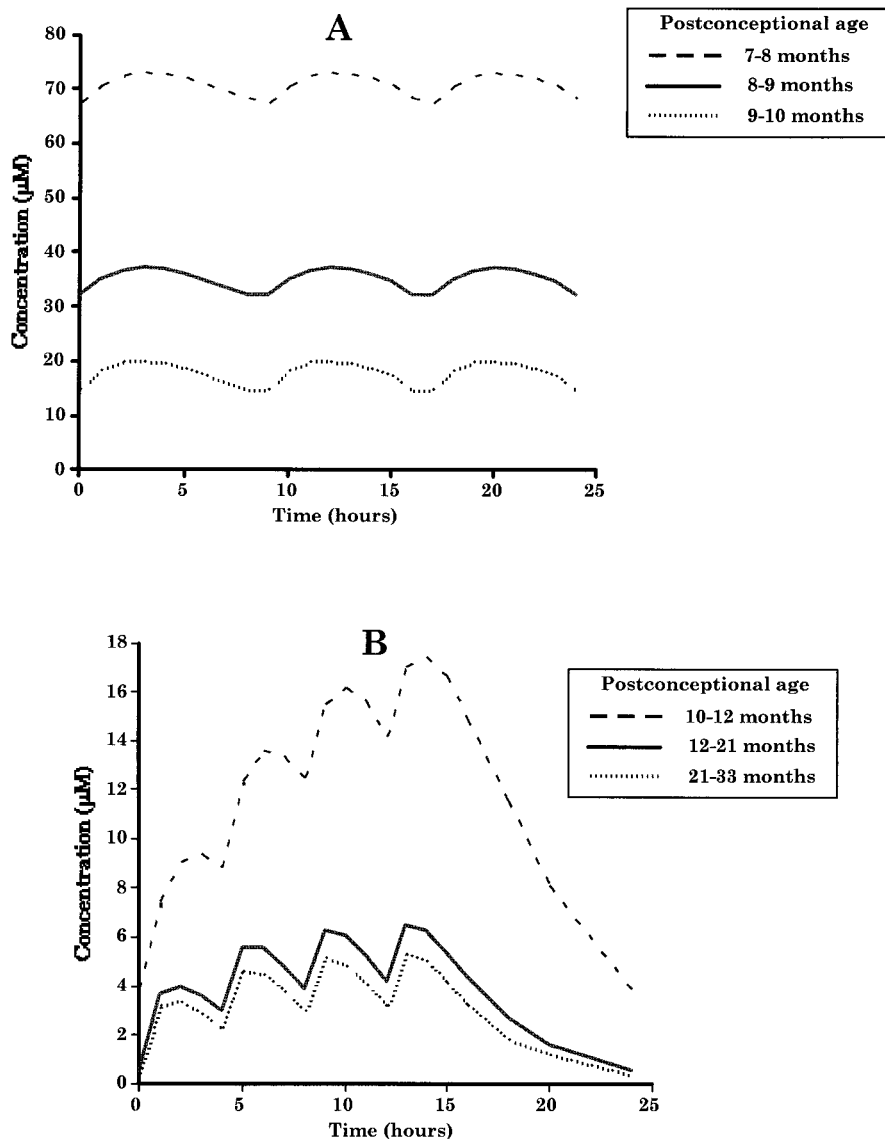 A
Postconceptional age
7-8 months
8-9 months
9-10 months
Concentration (µM)
80
70
60
50
40
30
20
10
0
0 5 10 15 20 25
Time (hours)
B
Postconceptional age
10-12 months
12-21 months
21-33 months
Concentration (µM)
18
16
14
12
10
8
6
4
2
0
0 5 10 15 20 25
Time (hours)